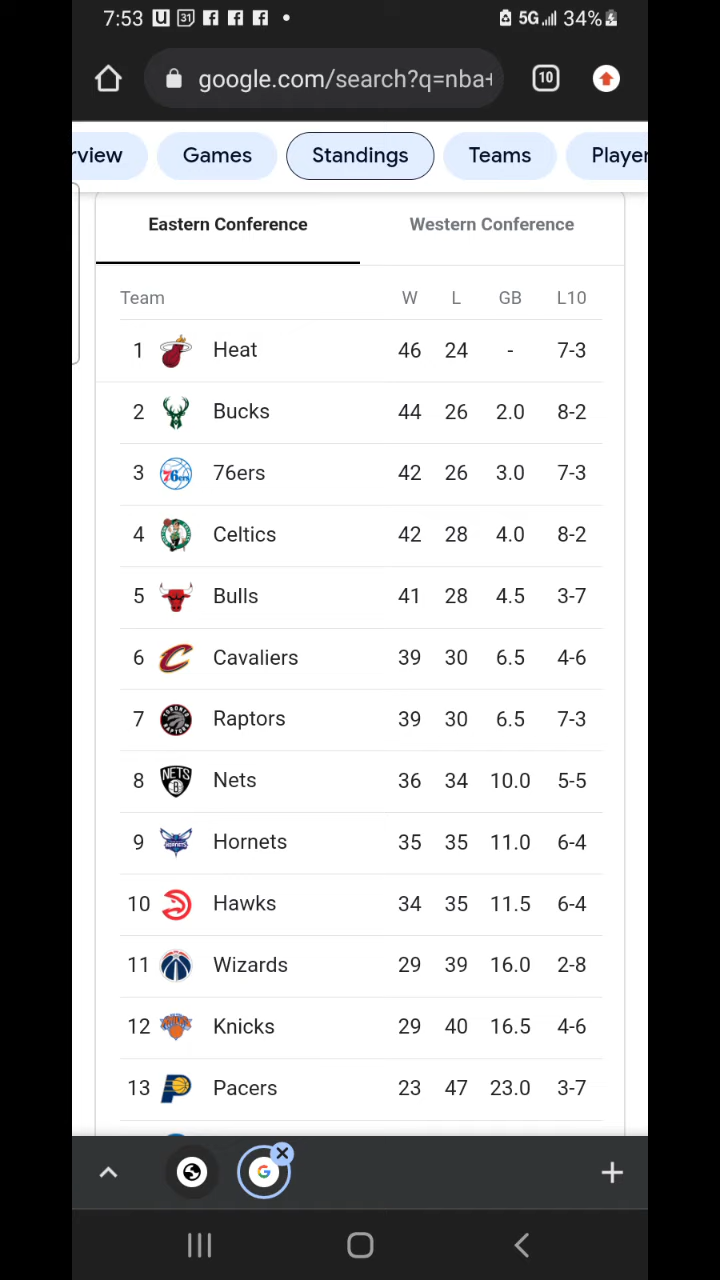 7:53 U 31 5G 34%
google.com/search?q=nba+ 10
rview Games Standings Teams Player
Eastern Conference Western Conference
Team W L GB L10
1 Heat 46 24 - 7-3
2 Bucks 44 26 2.0 8-2
3 76ers 42 26 3.0 7-3
4 Celtics 42 28 4.0 8-2
5 Bulls 41 28 4.5 3-7
6 Cavaliers 39 30 6.5 4-6
7 Raptors 39 30 6.5 7-3
8 Nets 36 34 10.0 5-5
9 Hornets 35 35 11.0 6-4
10 Hawks 34 35 11.5 6-4
11 Wizards 29 39 16.0 2-8
12 Knicks 29 40 16.5 4-6
13 Pacers 23 47 23.0 3-7